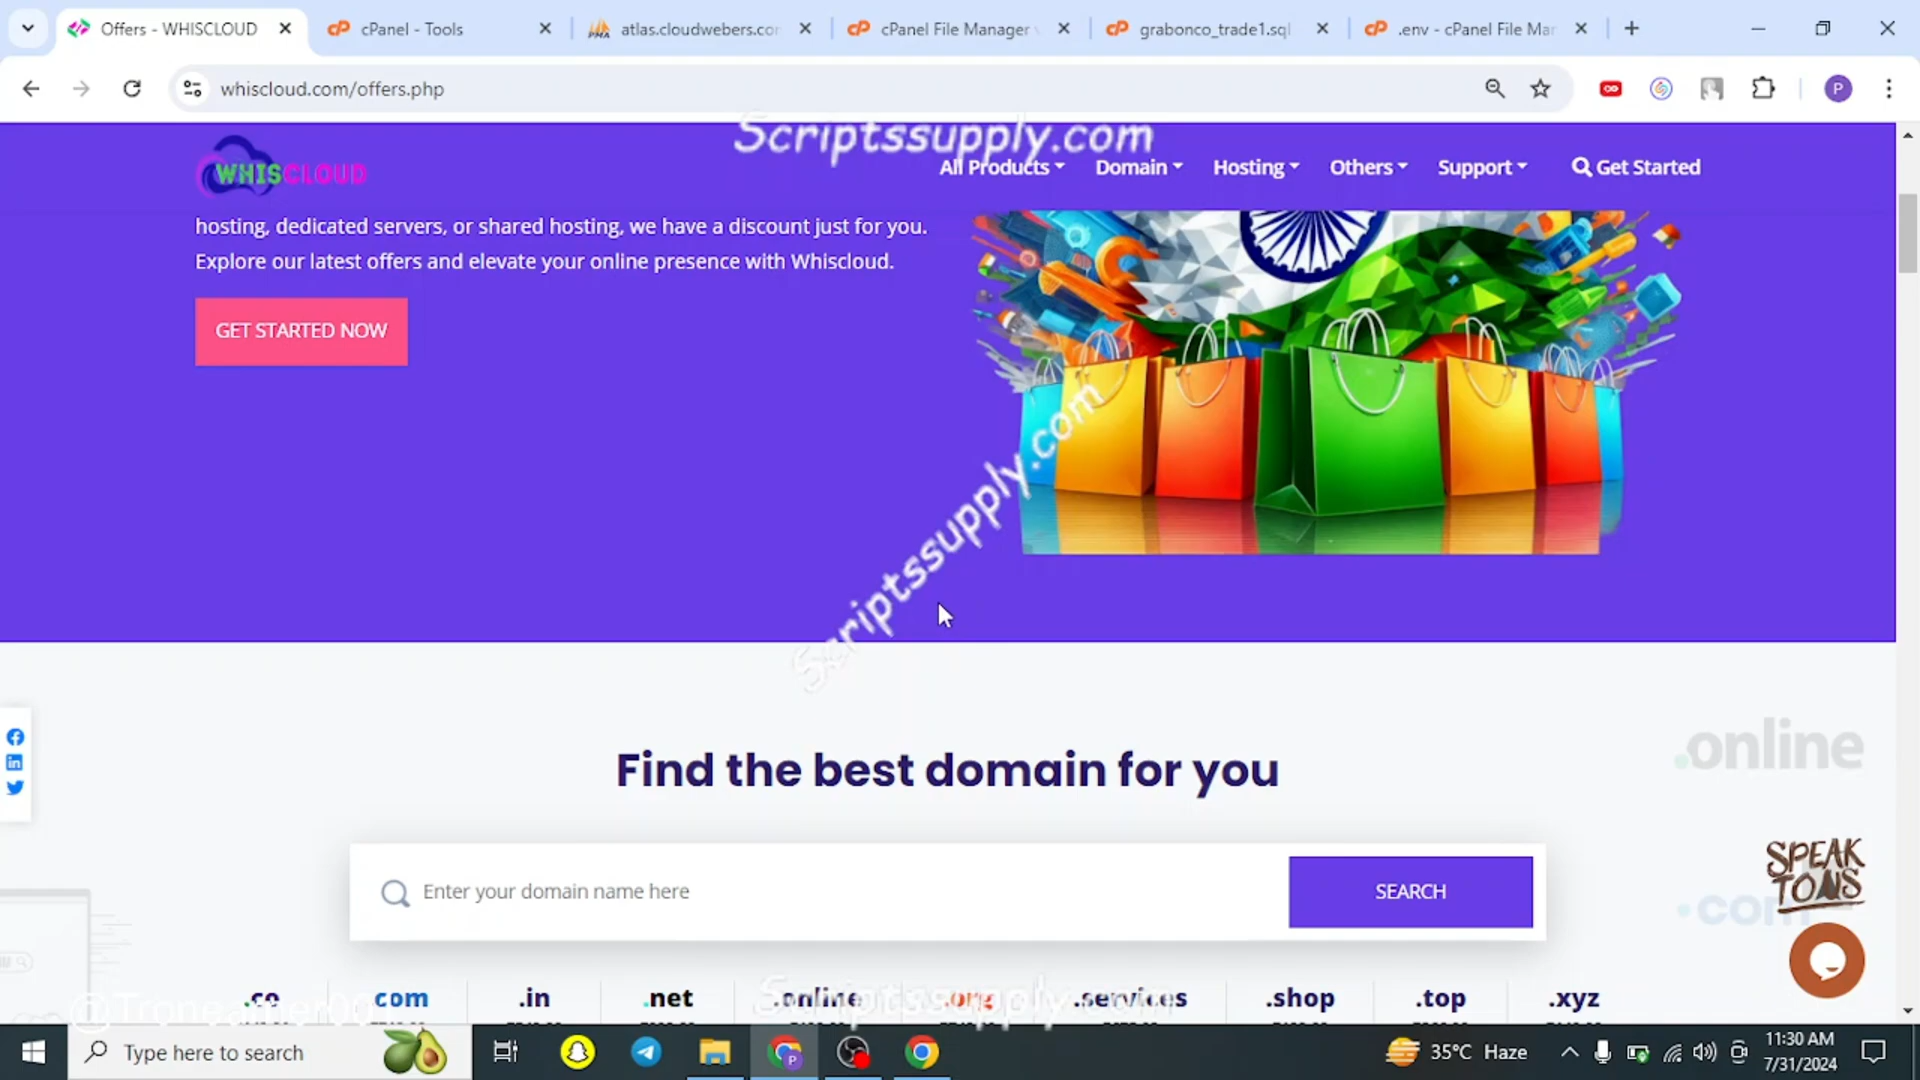 Offers - WHISCLOUD
cPanel - Tools
atlas.cloudwebers.cor
cPanel File Manager v
grabonco_trade1.sql
.env - cPanel File Mar
whiscloud.com/offers.php
P
Scriptssupply.com
WHISCLOUD
All Products
Domain
Hosting
Others
Support
Get Started
hosting, dedicated servers, or shared hosting, we have a discount just for you.
Explore our latest offers and elevate your online presence with Whiscloud.
GET STARTED NOW
Scriptssupply.com
Find the best domain for you
.online
Enter your domain name here
SEARCH
SPEAK
TO US
.com
.co
.com
.in
.net
.online
.org
.services
.shop
.top
.xyz
Scriptssupply.com
Type here to search
35°C Haze
11:30 AM
7/31/2024